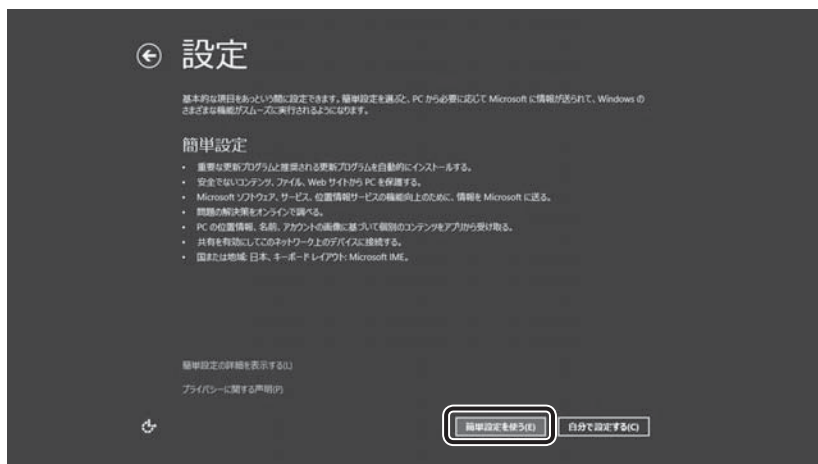 設定
基本的な項目をあっという間に設定できます。簡単設定を選ぶと、PC から必要に応じて Microsoft に情報が送られて、Windows の
さまざまな機能がスムーズに実行されるようになります。
簡単設定
• 重要な更新プログラムと推奨される更新プログラムを自動的にインストールする。
• 安全でないコンテンツ、ファイル、Web サイトから PC を保護する。
• Microsoft ソフトウェア、サービス、位置情報サービスの機能向上のために、情報を Microsoft に送る。
• 問題の解決策をオンラインで調べる。
• PC の位置情報、名前、アカウントの画像に基づいて個別のコンテンツをアプリから受け取る。
• 共有を有効にしてこのネットワーク上のデバイスに接続する。
• 国または地域: 日本、キーボード レイアウト: Microsoft IME。
簡単設定の詳細を表示する(L)
プライバシーに関する声明(P)
簡単設定を使う(E)
自分で設定する(C)